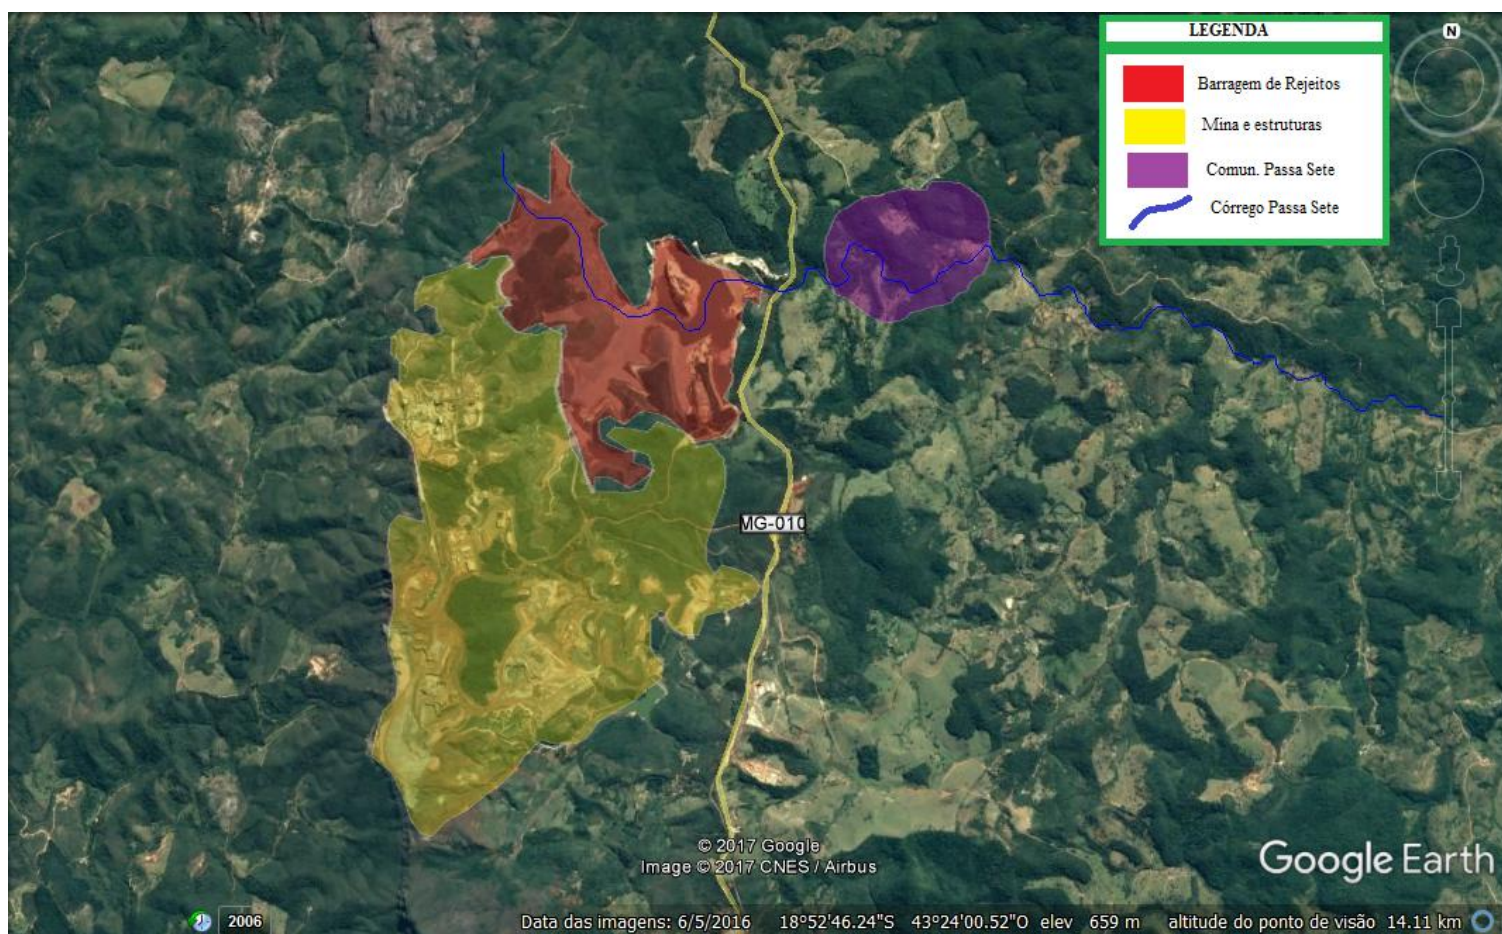 LEGENDA
Barragem de Rejeitos
Mina e estruturas
Comun. Passa Sete
Córrego Passa Sete
N
MG-010
© 2017 Google
Image © 2017 CNES / Airbus
Google Earth
2006
Data das imagens: 6/5/2016 18°52'46.24"S 43°24'00.52"O elev 659 m altitude do ponto de visão 14.11 km